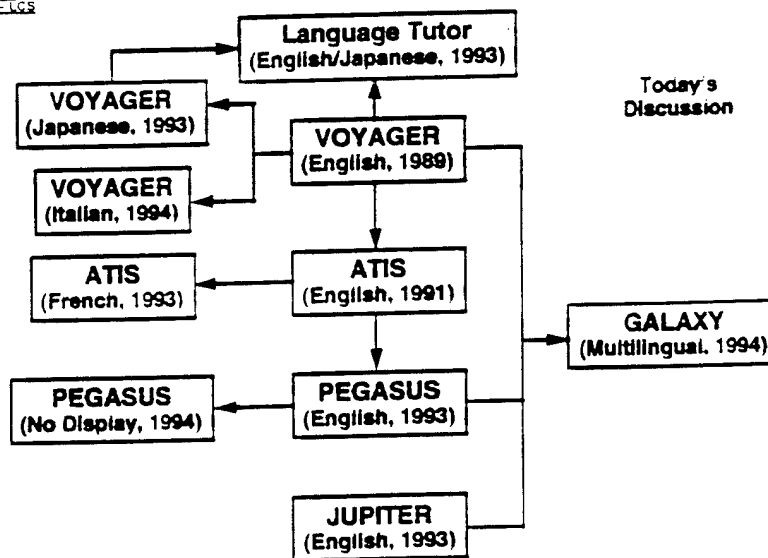 LCS
Language Tutor
(English/Japanese, 1993)
Today's
Discussion
VOYAGER
(Japanese, 1993)
VOYAGER
(English, 1989)
VOYAGER
(Italian, 1994)
ATIS
(French, 1993)
ATIS
(English, 1991)
GALAXY
(Multilingual, 1994)
PEGASUS
(No Display, 1994)
PEGASUS
(English, 1993)
JUPITER
(English, 1993)